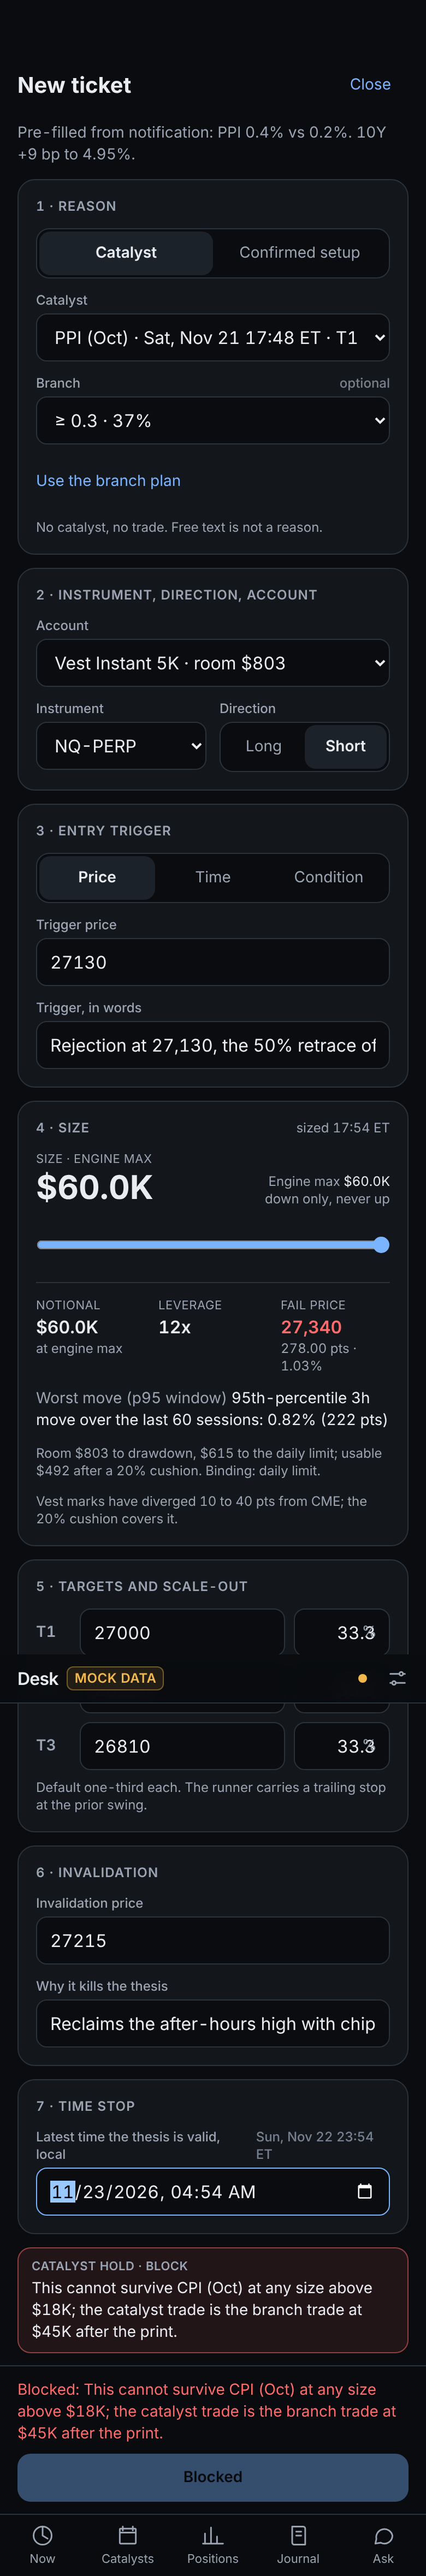 New ticket
Close
Pre-filled from notification: PPI 0.4% vs 0.2%. 10Y
+9 bp to 4.95%.
1 · REASON
Catalyst
Confirmed setup
Catalyst
PPI (Oct) · Sat, Nov 21 17:48 ET · T1
Branch
optional
≥ 0.3 · 37%
Use the branch plan
No catalyst, no trade. Free text is not a reason.
2 · INSTRUMENT, DIRECTION, ACCOUNT
Account
Vest Instant 5K · room $803
Instrument
Direction
NQ-PERP
Long
Short
3 · ENTRY TRIGGER
Price
Time
Condition
Trigger price
27130
Trigger, in words
Rejection at 27,130, the 50% retrace of
4 · SIZE
sized 17:54 ET
SIZE · ENGINE MAX
$60.0K
Engine max $60.0K
down only, never up
NOTIONAL
LEVERAGE
FAIL PRICE
$60.0K
12x
27,340
at engine max
278.00 pts ·
1.03%
Worst move (p95 window) 95th-percentile 3h
move over the last 60 sessions: 0.82% (222 pts)
Room $803 to drawdown, $615 to the daily limit; usable
$492 after a 20% cushion. Binding: daily limit.
Vest marks have diverged 10 to 40 pts from CME; the
20% cushion covers it.
5 · TARGETS AND SCALE-OUT
T1
27000
33.3
Desk
MOCK DATA
T3
26810
33.3
Default one-third each. The runner carries a trailing stop
at the prior swing.
6 · INVALIDATION
Invalidation price
27215
Why it kills the thesis
Reclaims the after-hours high with chip
7 · TIME STOP
Latest time the thesis is valid,
local
Sun, Nov 22 23:54
ET
11/23/2026, 04:54 AM
CATALYST HOLD · BLOCK
This cannot survive CPI (Oct) at any size above
$18K; the catalyst trade is the branch trade at
$45K after the print.
Blocked: This cannot survive CPI (Oct) at any size
above $18K; the catalyst trade is the branch trade at
$45K after the print.
Blocked
Now
Catalysts
Positions
Journal
Ask